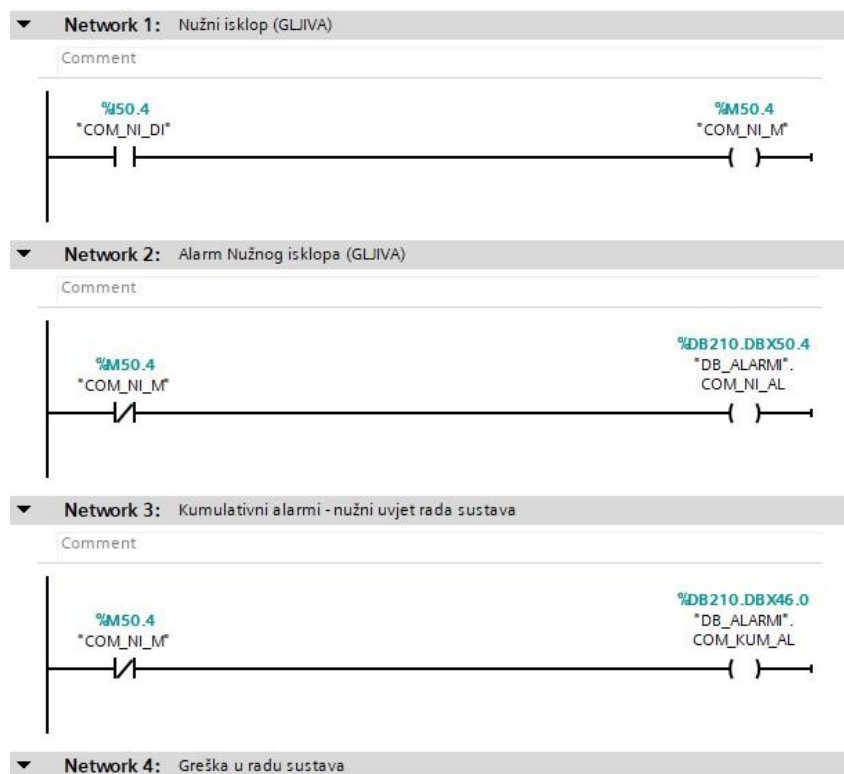 Network 1: Nužni isklop (GLJIVA)
Comment
%I50.4
"COM_NI_DI"
%M50.4
"COM_NI_M"
Network 2: Alarm Nužnog isklopa (GLJIVA)
Comment
%M50.4
"COM_NI_M"
%DB210.DBX50.4
"DB_ALARMI".
COM_NI_AL
Network 3: Kumulativni alarmi - nužni uvjet rada sustava
Comment
%M50.4
"COM_NI_M"
%DB210.DBX46.0
"DB_ALARMI".
COM_KUM_AL
Network 4: Greška u radu sustava